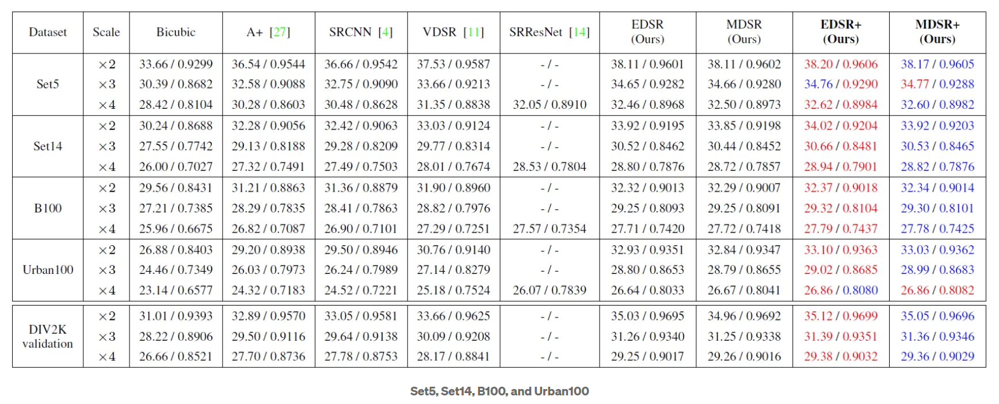 Dataset Scale Bicubic A+ [27] SRCNN [4] VDSR [11] SRResNet [14] EDSR (Ours) MDSR (Ours) EDSR+ (Ours) MDSR+ (Ours)
Set5 ×2 33.66 / 0.9299 36.54 / 0.9544 36.66 / 0.9542 37.53 / 0.9587 - / - 38.11 / 0.9601 38.11 / 0.9602 38.20 / 0.9606 38.17 / 0.9605
×3 30.39 / 0.8682 32.58 / 0.9088 32.75 / 0.9090 33.66 / 0.9213 - / - 34.65 / 0.9282 34.66 / 0.9280 34.76 / 0.9290 34.77 / 0.9288
×4 28.42 / 0.8104 30.28 / 0.8603 30.48 / 0.8628 31.35 / 0.8838 32.05 / 0.8910 32.46 / 0.8968 32.50 / 0.8973 32.62 / 0.8984 32.60 / 0.8982
Set14 ×2 30.24 / 0.8688 32.28 / 0.9056 32.42 / 0.9063 33.03 / 0.9124 - / - 33.92 / 0.9195 33.85 / 0.9198 34.02 / 0.9204 33.92 / 0.9203
×3 27.55 / 0.7742 29.13 / 0.8188 29.28 / 0.8209 29.77 / 0.8314 - / - 30.52 / 0.8462 30.44 / 0.8452 30.66 / 0.8481 30.53 / 0.8465
×4 26.00 / 0.7027 27.32 / 0.7491 27.49 / 0.7503 28.01 / 0.7674 28.53 / 0.7804 28.80 / 0.7876 28.72 / 0.7857 28.94 / 0.7901 28.82 / 0.7876
B100 ×2 29.56 / 0.8431 31.21 / 0.8863 31.36 / 0.8879 31.90 / 0.8960 - / - 32.32 / 0.9013 32.29 / 0.9007 32.37 / 0.9018 32.34 / 0.9014
×3 27.21 / 0.7385 28.29 / 0.7835 28.41 / 0.7863 28.82 / 0.7976 - / - 29.25 / 0.8093 29.25 / 0.8091 29.32 / 0.8104 29.30 / 0.8101
×4 25.96 / 0.6675 26.82 / 0.7087 26.90 / 0.7101 27.29 / 0.7251 27.57 / 0.7354 27.71 / 0.7420 27.72 / 0.7418 27.79 / 0.7437 27.78 / 0.7425
Urban100 ×2 26.88 / 0.8403 29.20 / 0.8938 29.50 / 0.8946 30.76 / 0.9140 - / - 32.93 / 0.9351 32.84 / 0.9347 33.10 / 0.9363 33.03 / 0.9362
×3 24.46 / 0.7349 26.03 / 0.7973 26.24 / 0.7989 27.14 / 0.8279 - / - 28.80 / 0.8653 28.79 / 0.8655 29.02 / 0.8685 28.99 / 0.8683
×4 23.14 / 0.6577 24.32 / 0.7183 24.52 / 0.7221 25.18 / 0.7524 26.07 / 0.7839 26.64 / 0.8033 26.67 / 0.8041 26.86 / 0.8080 26.86 / 0.8082
DIV2K validation ×2 31.01 / 0.9393 32.89 / 0.9570 33.05 / 0.9581 33.66 / 0.9625 - / - 35.03 / 0.9695 34.96 / 0.9692 35.12 / 0.9699 35.05 / 0.9696
×3 28.22 / 0.8906 29.50 / 0.9116 29.64 / 0.9138 30.09 / 0.9208 - / - 31.26 / 0.9340 31.25 / 0.9338 31.39 / 0.9351 31.36 / 0.9346
×4 26.66 / 0.8521 27.70 / 0.8736 27.78 / 0.8753 28.17 / 0.8841 - / - 29.25 / 0.9017 29.26 / 0.9016 29.38 / 0.9032 29.36 / 0.9029
Set5, Set14, B100, and Urban100